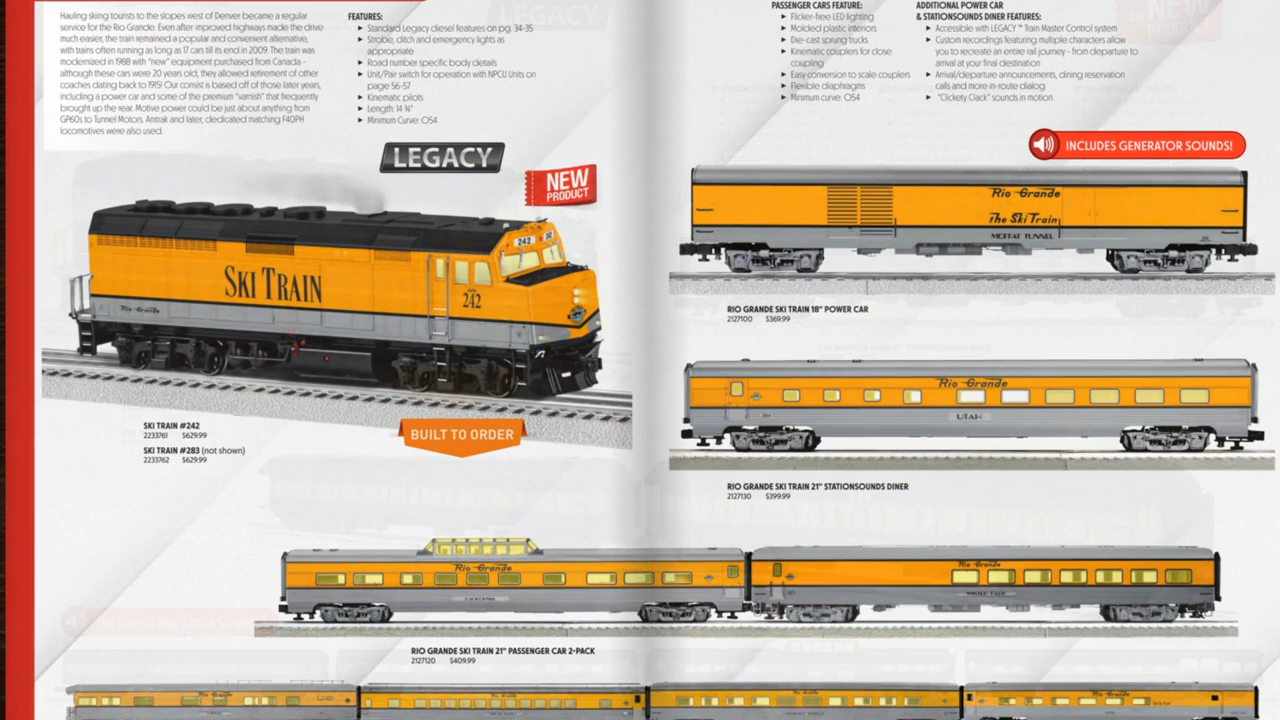 Hauling skiing tourists to the slopes west of Denver became a regular
service for the Rio Grande. Even after improved highways made the drive
much easier, the train remained a popular and convenient alternative,
with trains often running as long as 17 cars till its end in 2009. The train was
modernized in 1988 with "new" equipment purchased from Canada -
although these cars were 20 years old, they allowed retirement of other
coaches dating back to 1915! Our consist is based off of those later years,
including a power car and some of the premium "varnish" that frequently
brought up the rear. Motive power could be just about anything from
GP60s to Tunnel Motors. Amtrak and later, dedicated matching F40PH
locomotives were also used.
FEATURES:
► Standard Legacy diesel features on pg. 34-35
► Strobe, ditch and emergency lights as
appropriate
► Road number specific body details
► Unit/Pair switch for operation with NPCU Units on
page 56-57
► Kinematic pilots
► Length: 14 ¾"
► Minimum Curve: O54
PASSENGER CARS FEATURE:
► Flicker-free LED lighting
► Molded plastic interiors
► Die-cast sprung trucks
► Kinematic couplers for close
coupling
► Easy conversion to scale couplers
► Flexible diaphragms
► Minimum curve: O54
ADDITIONAL POWER CAR
& STATIONSOUNDS DINER FEATURES:
► Accessible with LEGACY ™ Train Master Control system
► Custom recordings featuring multiple characters allow
you to recreate an entire rail journey - from departure to
arrival at your final destination
► Arrival/departure announcements, dining reservation
calls and more in-route dialog
► "Clickety Clack" sounds in motion
LEGACY
NEW
PRODUCT
INCLUDES GENERATOR SOUNDS!
242
SKI TRAIN
242
Rio Grande
Rio Grande
The Ski Train
MOFFAT TUNNEL
RIO GRANDE SKI TRAIN 18" POWER CAR
2127100 $369.99
Rio Grande
UTAH
SKI TRAIN #242
2233761 $629.99
SKI TRAIN #283 (not shown)
2233762 $629.99
BUILT TO ORDER
RIO GRANDE SKI TRAIN 21" STATIONSOUNDS DINER
2127130 $399.99
Rio Grande
CALIFORNIA
Rio Grande
WINTER PARK
RIO GRANDE SKI TRAIN 21" PASSENGER CAR 2-PACK
2127120 $409.99
Rio Grande
Rio Grande
Rio Grande
Rio Grande